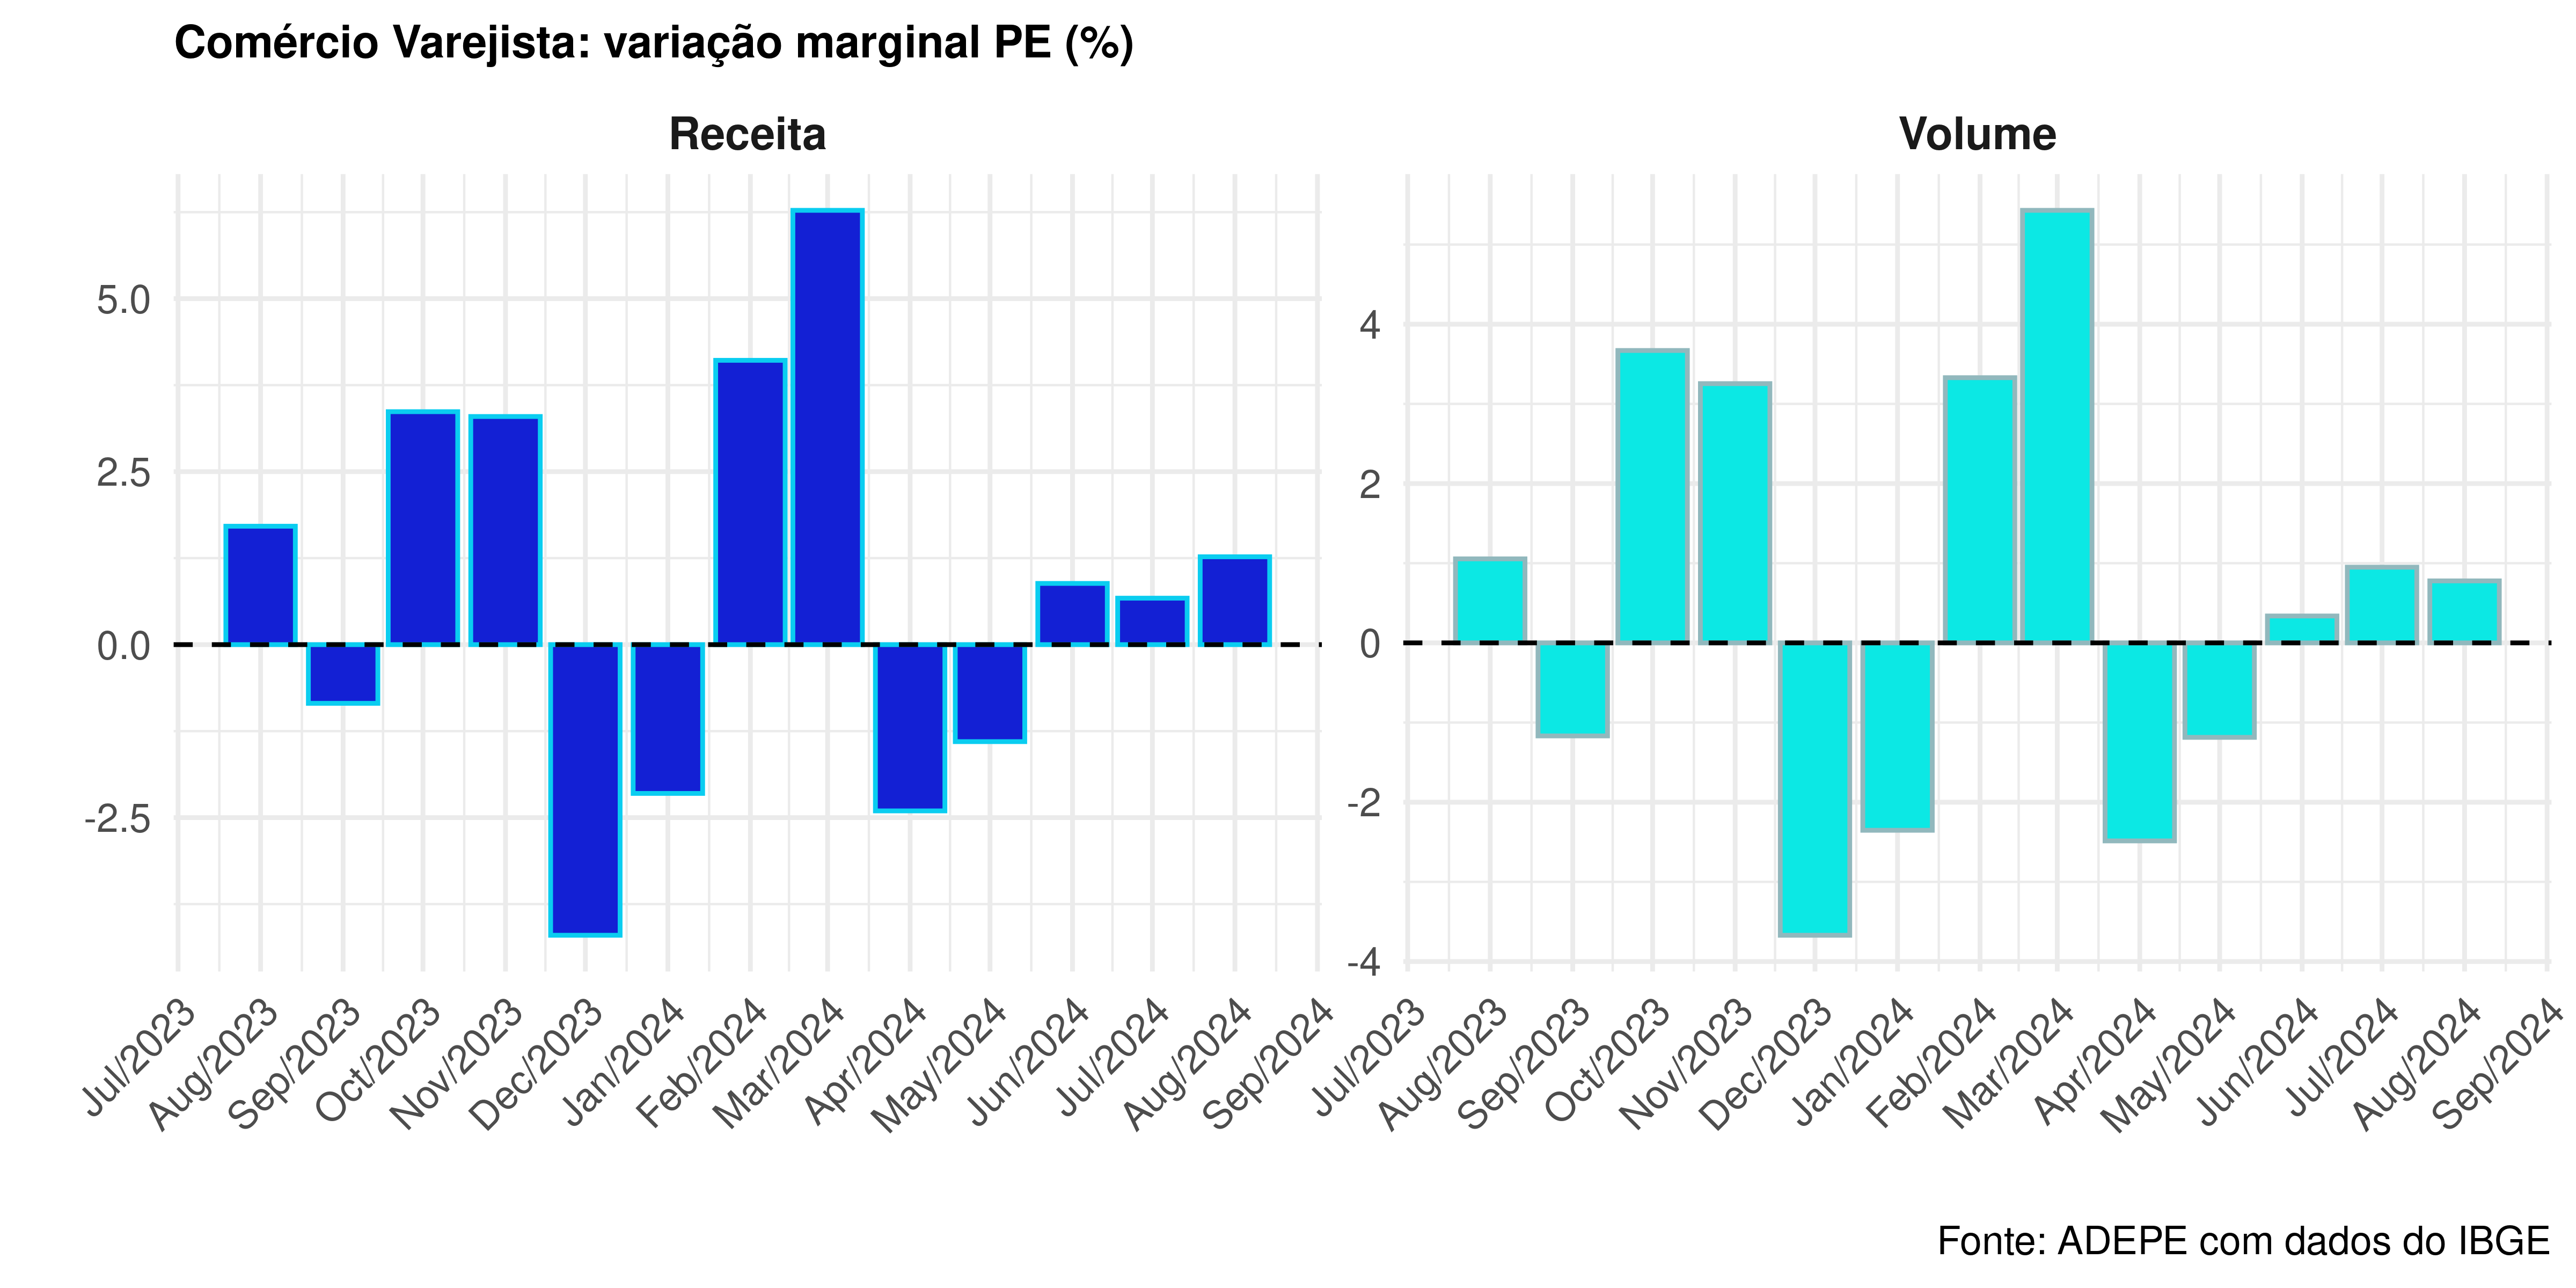 Comércio Varejista: variação marginal PE (%)
Receita
5.0
2.5
0.0
-2.5
Jul/2023
Aug/2023
Sep/2023
Oct/2023
Nov/2023
Dec/2023
Jan/2024
Feb/2024
Mar/2024
Apr/2024
May/2024
Jun/2024
Jul/2024
Aug/2024
Sep/2024
Volume
4
2
0
-2
-4
Jul/2023
Aug/2023
Sep/2023
Oct/2023
Nov/2023
Dec/2023
Jan/2024
Feb/2024
Mar/2024
Apr/2024
May/2024
Jun/2024
Jul/2024
Aug/2024
Sep/2024
Fonte: ADEPE com dados do IBGE